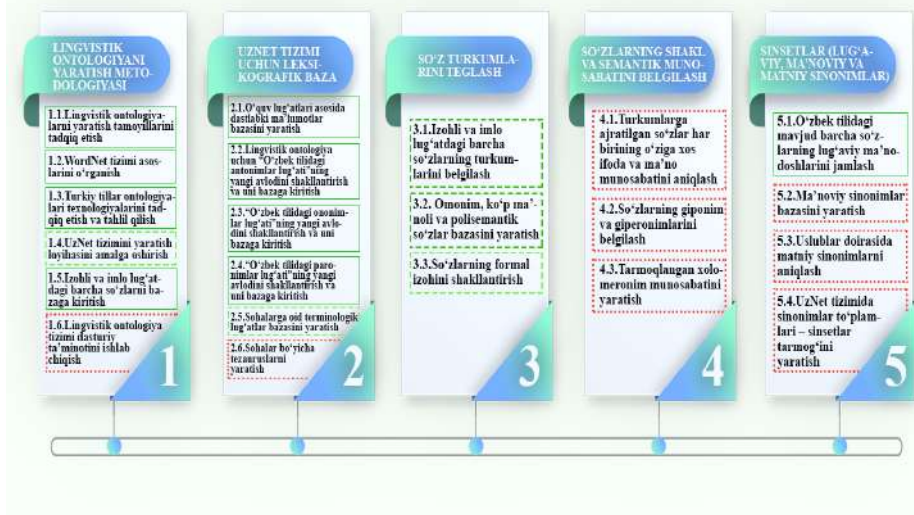 LINGVISTIK
ONTOLOGIYANI
YARATISH METO-
DOLOGIYASI
1.1.Lingvistik ontologiya-
larni yaratish tamoyillarini
tadqiq etish
1.2.WordNet tizimi asos-
larini o‘rganish
1.3.Turkiy tillar ontologiya-
lari texnologiyalarini tad-
qiq etish va tahlil qilish
1.4.UzNet tizimini yaratish
loyihasini amalga oshirish
1.5.Izohli va imlo lug‘at-
dagi barcha so‘zlarni ba-
zaga kiritish
1.6.Lingvistik ontologiya
tizimi dasturiy
ta’minotini ishlab
chiqish
1
UZNET TIZIMI
UCHUN LEKSI-
KOGRAFIK BAZA
2.1.O‘quv lug‘atlari asosida
dastlabki ma’lumotlar
bazasini yaratish
2.2.Lingvistik ontologiya
uchun “O‘zbek tilidagi
antonimlar lug‘ati”ning
yangi avlodini shakllantirish
va uni bazaga kiritish
2.3.“O‘zbek tilidagi ononim-
lar lug‘ati”ning yangi avlo-
dini shakllantirish va uni
bazaga kiritish
2.4.“O‘zbek tilidagi paro-
nimlar lug‘ati”ning yangi
avlodini shakllantirish va
uni bazaga kiritish
2.5.Sohalarga oid terminologik
lug‘atlar bazasini yaratish
2.6.Sohalar bo‘yicha
tezauruslarni
yaratish
2
SO‘Z TURKUMLA-
RINI TEGLASH
3.1.Izohli va imlo
lug‘atdagi barcha
so‘zlarning turkum-
larini belgilash
3.2. Omonim, ko‘p ma’-
noli va polisemantik
so‘zlar bazasini yaratish
3.3.So‘zlarning formal
izohini shakllantirish
3
SO‘ZLARNING SHAKL
VA SEMANTIK MUNO-
SABATINI BELGILASH
4.1.Turkumlarga
ajratilgan so‘zlar har
birining o‘ziga xos
ifoda va ma’no
munosabatini aniqlash
4.2.So‘zlarning giponim
va giperonimlarini
belgilash
4.3.Tarmoqlangan xolo-
meronim munosabatini
yaratish
4
SINSETLAR (LUG‘A-
VIY, MA’NOVIY VA
MATNIY SINONIMLAR)
5.1.O‘zbek tilidagi
mavjud barcha so‘z-
larning lug‘aviy ma’no-
doshlarini jamlash
5.2.Ma’noviy sinonimlar
bazasini yaratish
5.3.Uslublar doirasida
matniy sinonimlarni
aniqlash
5.4.UzNet tizimida
sinonimlar to‘plam-
lari – sinsetlar
tarmog‘ini
yaratish
5